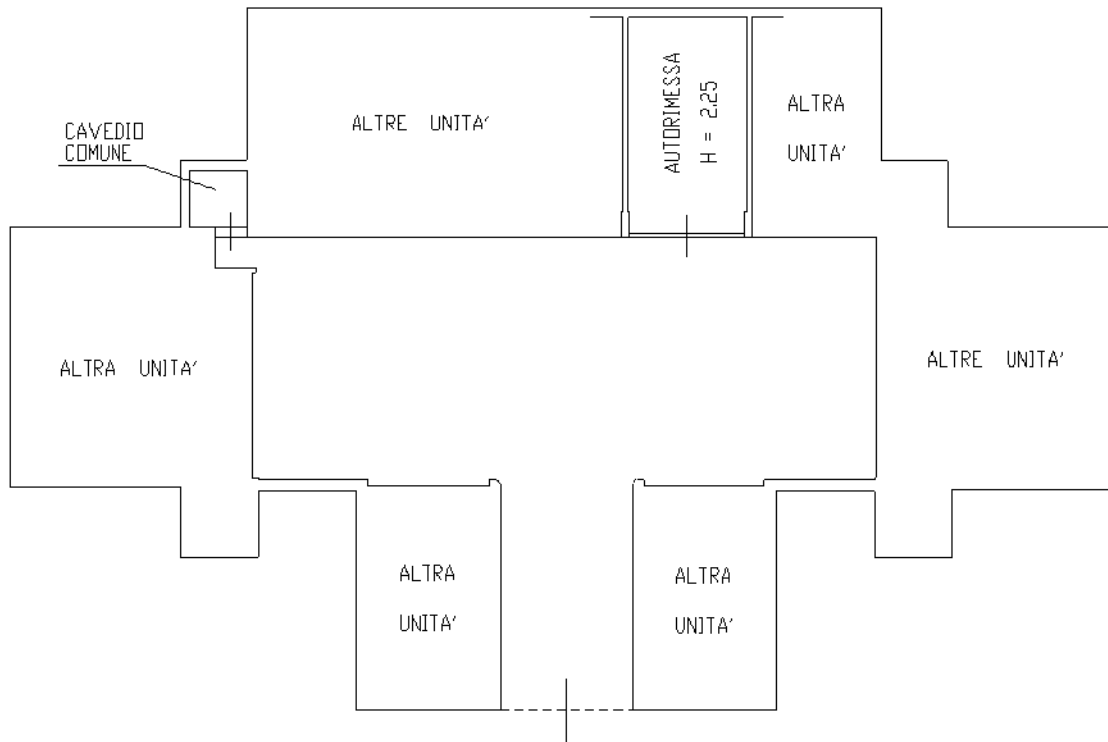 CAVEDIO
COMUNE
ALTRE UNITA'
AUTORIMESSA
H = 2.25
ALTRA
UNITA'
ALTRA UNITA'
ALTRE UNITA'
ALTRA
UNITA'
ALTRA
UNITA'